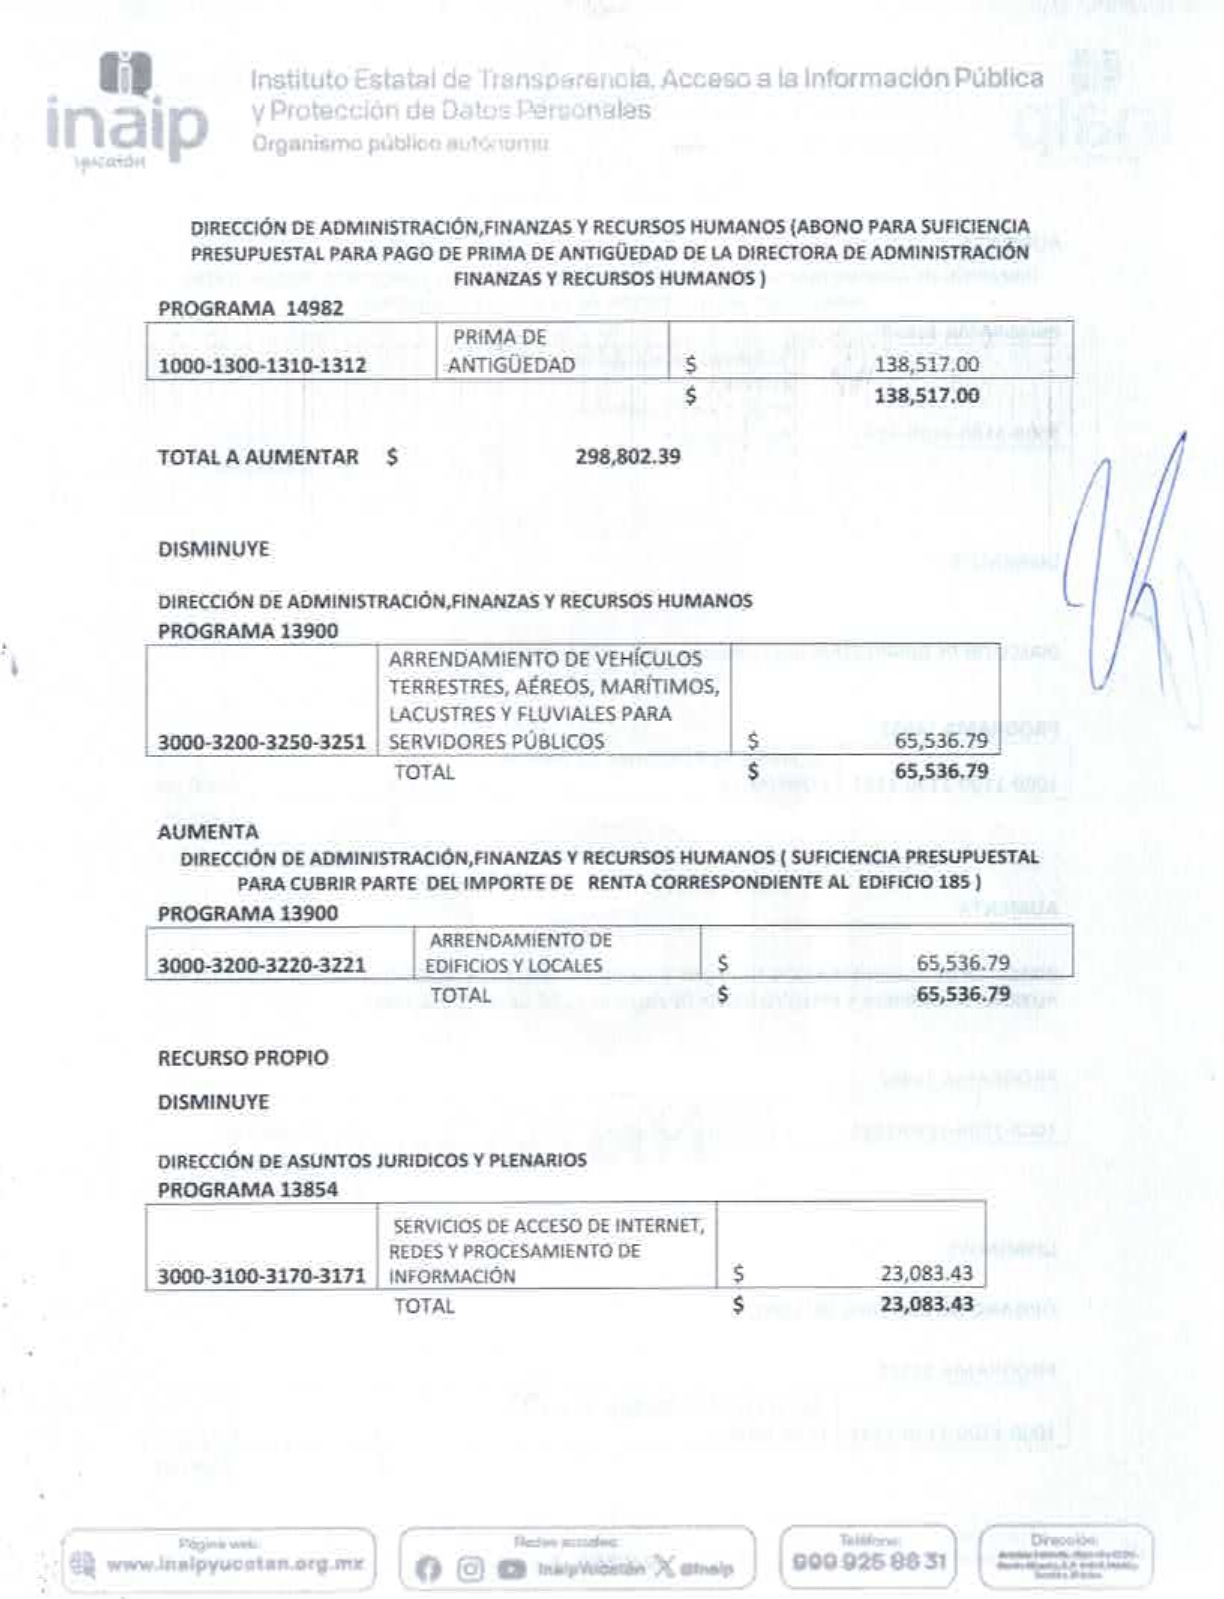 inaip
yucatán
Instituto Estatal de Transparencia, Acceso a la Información Pública
y Protección de Datos Personales
Organismo público autónomo
DIRECCIÓN DE ADMINISTRACIÓN,FINANZAS Y RECURSOS HUMANOS (ABONO PARA SUFICIENCIA
PRESUPUESTAL PARA PAGO DE PRIMA DE ANTIGÜEDAD DE LA DIRECTORA DE ADMINISTRACIÓN
FINANZAS Y RECURSOS HUMANOS )
PROGRAMA 14982
PRIMA DE
1000-1300-1310-1312 ANTIGÜEDAD $ 138,517.00
$ 138,517.00
TOTAL A AUMENTAR $ 298,802.39
DISMINUYE
DIRECCIÓN DE ADMINISTRACIÓN,FINANZAS Y RECURSOS HUMANOS
PROGRAMA 13900
ARRENDAMIENTO DE VEHÍCULOS
TERRESTRES, AÉREOS, MARÍTIMOS,
LACUSTRES Y FLUVIALES PARA
3000-3200-3250-3251 SERVIDORES PÚBLICOS $ 65,536.79
TOTAL $ 65,536.79
AUMENTA
DIRECCIÓN DE ADMINISTRACIÓN,FINANZAS Y RECURSOS HUMANOS ( SUFICIENCIA PRESUPUESTAL
PARA CUBRIR PARTE DEL IMPORTE DE RENTA CORRESPONDIENTE AL EDIFICIO 185 )
PROGRAMA 13900
ARRENDAMIENTO DE
3000-3200-3220-3221 EDIFICIOS Y LOCALES $ 65,536.79
TOTAL $ 65,536.79
RECURSO PROPIO
DISMINUYE
DIRECCIÓN DE ASUNTOS JURIDICOS Y PLENARIOS
PROGRAMA 13854
SERVICIOS DE ACCESO DE INTERNET,
REDES Y PROCESAMIENTO DE
3000-3100-3170-3171 INFORMACIÓN $ 23,083.43
TOTAL $ 23,083.43
Página web:
www.inaipyucatan.org.mx
Redes sociales:
InaipYucatán @inaip
Teléfono:
999 925 86 31
Dirección: